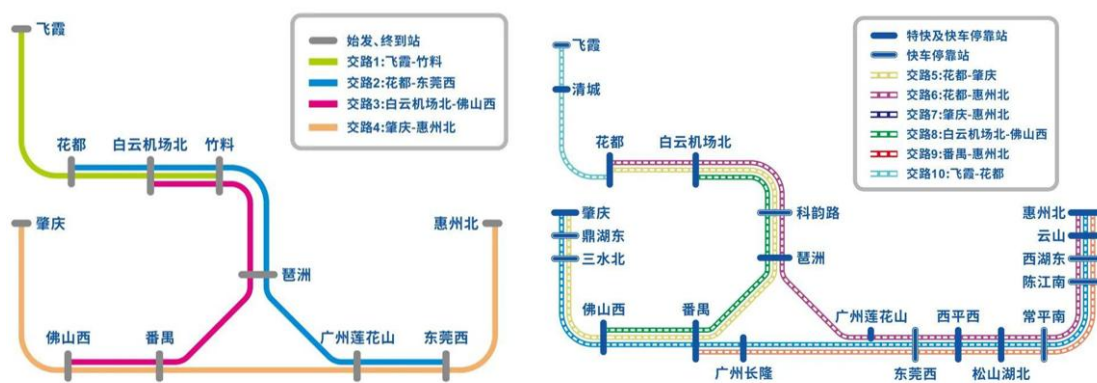 飞霞
始发、终到站
交路1:飞霞-竹料
交路2:花都-东莞西
交路3:白云机场北-佛山西
交路4:肇庆-惠州北
花都
白云机场北
竹料
肇庆
惠州北
琶洲
佛山西
番禺
广州莲花山
东莞西
飞霞
清城
特快及快车停靠站
快车停靠站
交路5:花都-肇庆
交路6:花都-惠州北
交路7:肇庆-惠州北
交路8:白云机场北-佛山西
交路9:番禺-惠州北
交路10:飞霞-花都
花都
白云机场北
肇庆
科韵路
惠州北
鼎湖东
云山
三水北
琶洲
西湖东
陈江南
佛山西
番禺
广州莲花山
西平西
常平南
广州长隆
东莞西
松山湖北